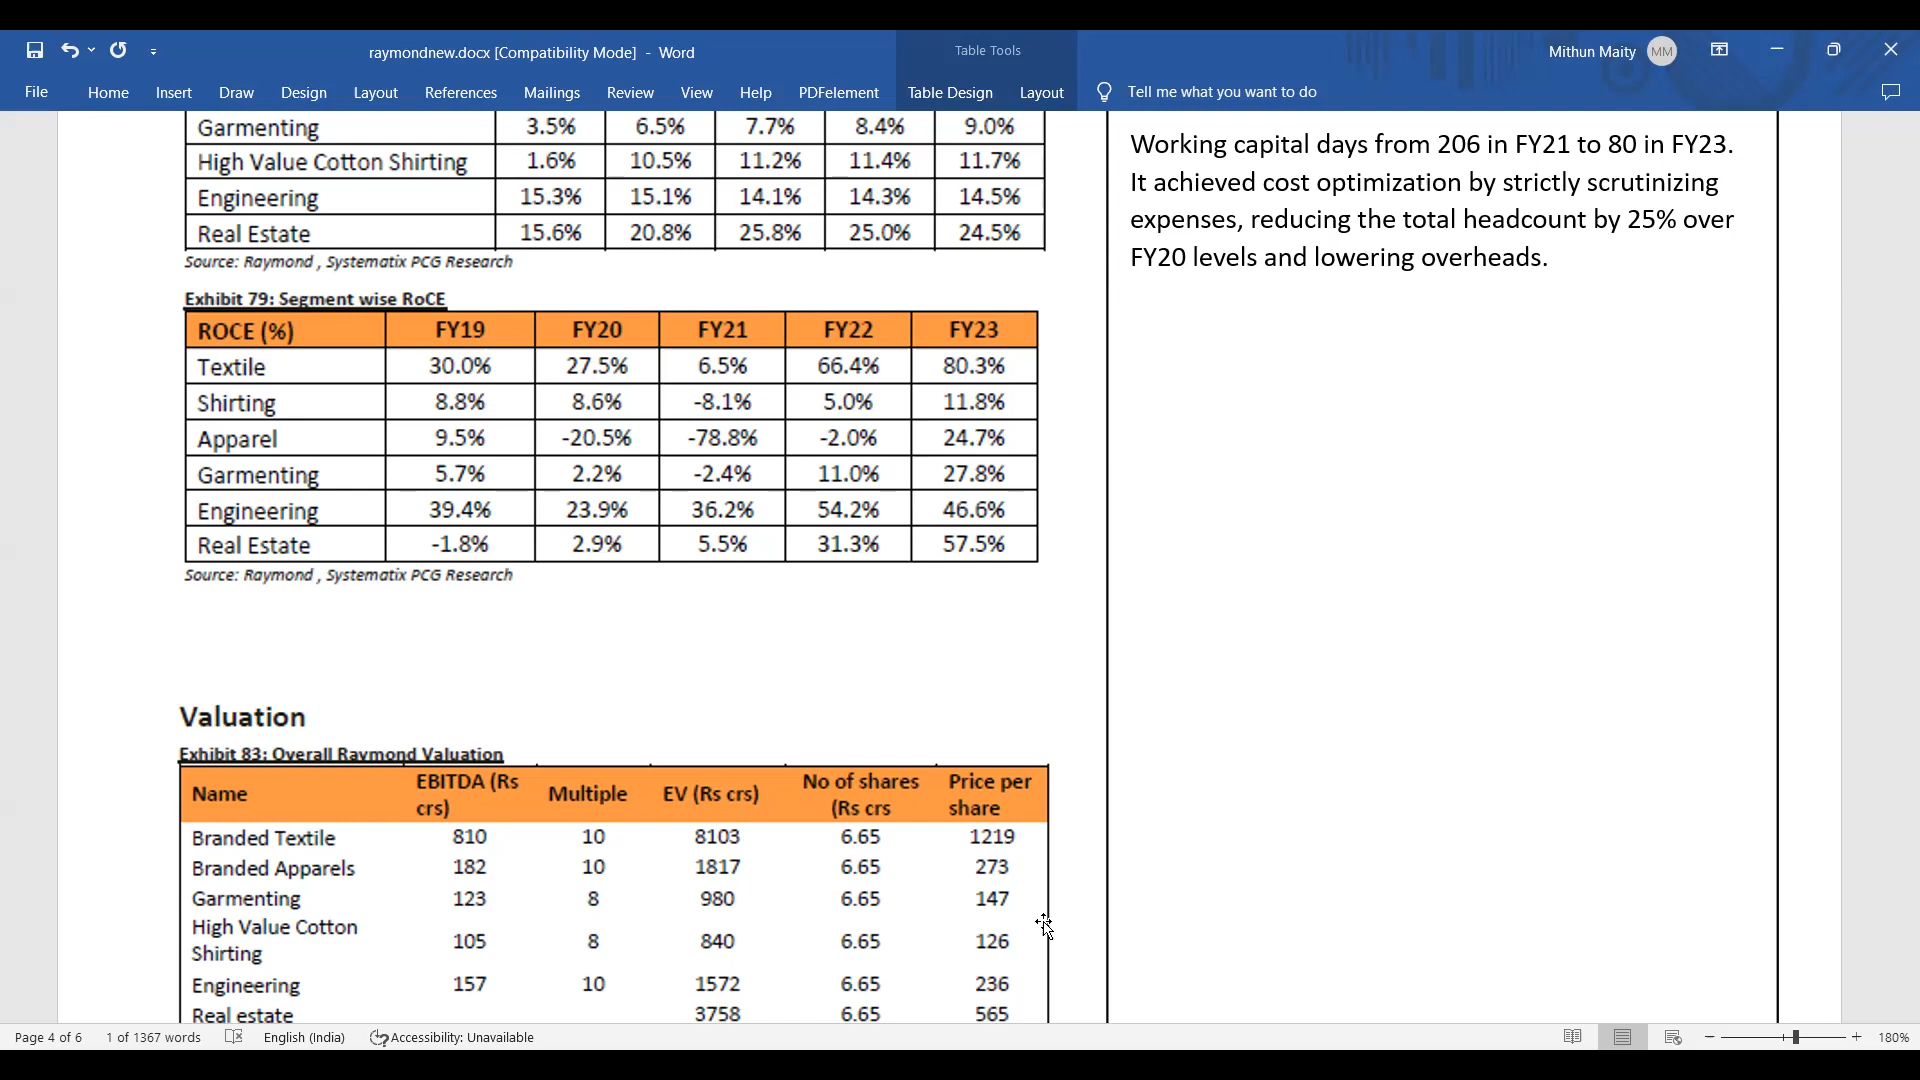 raymondnew.docx [Compatibility Mode] - Word
Table Tools
Mithun Maity MM
File Home Insert Draw Design Layout References Mailings Review View Help PDFelement Table Design Layout Tell me what you want to do
Garmenting 3.5% 6.5% 7.7% 8.4% 9.0%
High Value Cotton Shirting 1.6% 10.5% 11.2% 11.4% 11.7%
Engineering 15.3% 15.1% 14.1% 14.3% 14.5%
Real Estate 15.6% 20.8% 25.8% 25.0% 24.5%
Source: Raymond , Systematix PCG Research
Exhibit 79: Segment wise RoCE
ROCE (%) FY19 FY20 FY21 FY22 FY23
Textile 30.0% 27.5% 6.5% 66.4% 80.3%
Shirting 8.8% 8.6% -8.1% 5.0% 11.8%
Apparel 9.5% -20.5% -78.8% -2.0% 24.7%
Garmenting 5.7% 2.2% -2.4% 11.0% 27.8%
Engineering 39.4% 23.9% 36.2% 54.2% 46.6%
Real Estate -1.8% 2.9% 5.5% 31.3% 57.5%
Source: Raymond , Systematix PCG Research
Valuation
Exhibit 83: Overall Raymond Valuation
Name EBITDA (Rs crs) Multiple EV (Rs crs) No of shares (Rs crs Price per share
Branded Textile 810 10 8103 6.65 1219
Branded Apparels 182 10 1817 6.65 273
Garmenting 123 8 980 6.65 147
High Value Cotton Shirting 105 8 840 6.65 126
Engineering 157 10 1572 6.65 236
Real estate 3758 6.65 565
Working capital days from 206 in FY21 to 80 in FY23.
It achieved cost optimization by strictly scrutinizing
expenses, reducing the total headcount by 25% over
FY20 levels and lowering overheads.
Page 4 of 6 1 of 1367 words English (India) Accessibility: Unavailable 180%